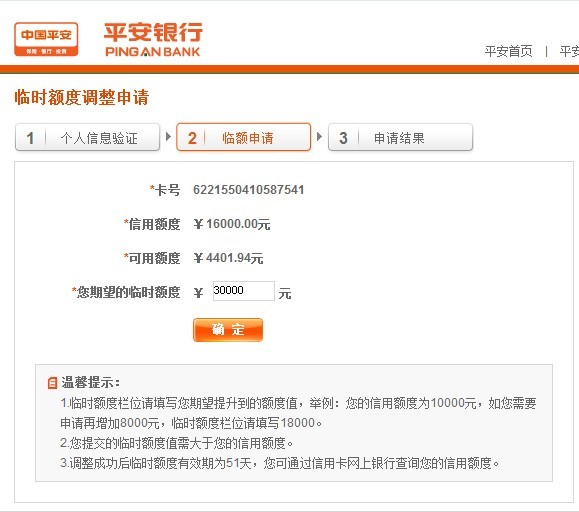 中国平安
保险·银行·投资
平安银行
PINGAN BANK
平安首页 | 平安
临时额度调整申请
1 个人信息验证
2 临额申请
3 申请结果
*卡号 6221550410587541
*信用额度 ￥16000.00元
*可用额度 ￥4401.94元
*您期望的临时额度 ￥ 30000 元
确 定
温馨提示：
1.临时额度栏位请填写您期望提升到的额度值，举例：您的信用额度为10000元，如您需要
申请再增加8000元，临时额度栏位请填写18000。
2.您提交的临时额度值需大于您的信用额度。
3.调整成功后临时额度有效期为51天，您可通过信用卡网上银行查询您的信用额度。